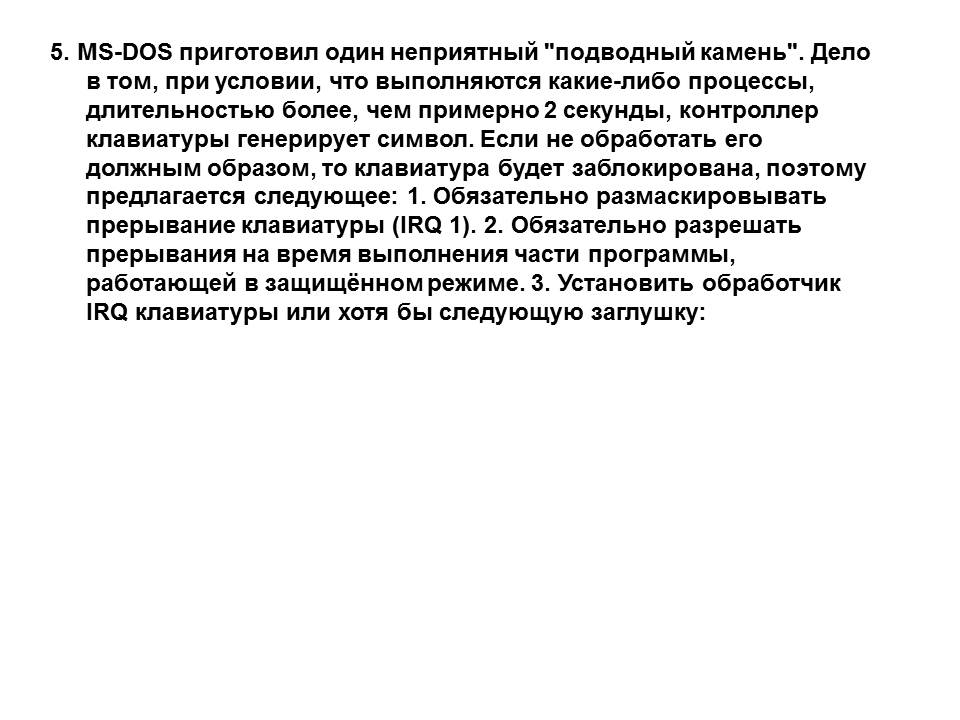 5. MS-DOS приготовил один неприятный "подводный камень". Дело
в том, при условии, что выполняются какие-либо процессы,
длительностью более, чем примерно 2 секунды, контроллер
клавиатуры генерирует символ. Если не обработать его
должным образом, то клавиатура будет заблокирована, поэтому
предлагается следующее: 1. Обязательно размаскировывать
прерывание клавиатуры (IRQ 1). 2. Обязательно разрешать
прерывания на время выполнения части программы,
работающей в защищённом режиме. 3. Установить обработчик
IRQ клавиатуры или хотя бы следующую заглушку: